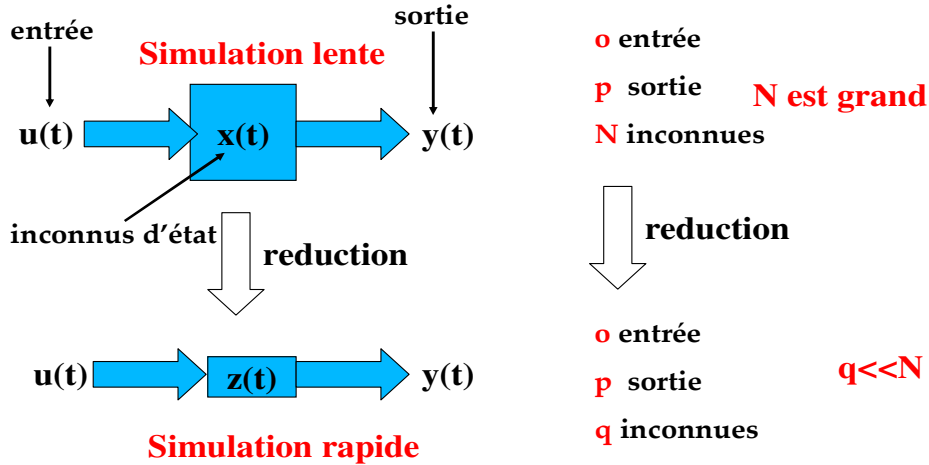 entrée
Simulation lente
sortie
u(t)
x(t)
y(t)
inconnus d'état
reduction
u(t)
z(t)
y(t)
Simulation rapide
o entrée
p sortie
N inconnues
N est grand
reduction
o entrée
p sortie
q inconnues
q<<N